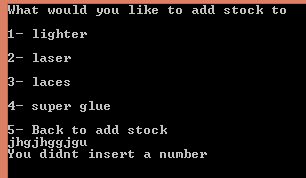 What would you like to add stock to
1- lighter
2- laser
3- laces
4- super glue
5- Back to add stock
jhgjhggjgu
You didnt insert a number